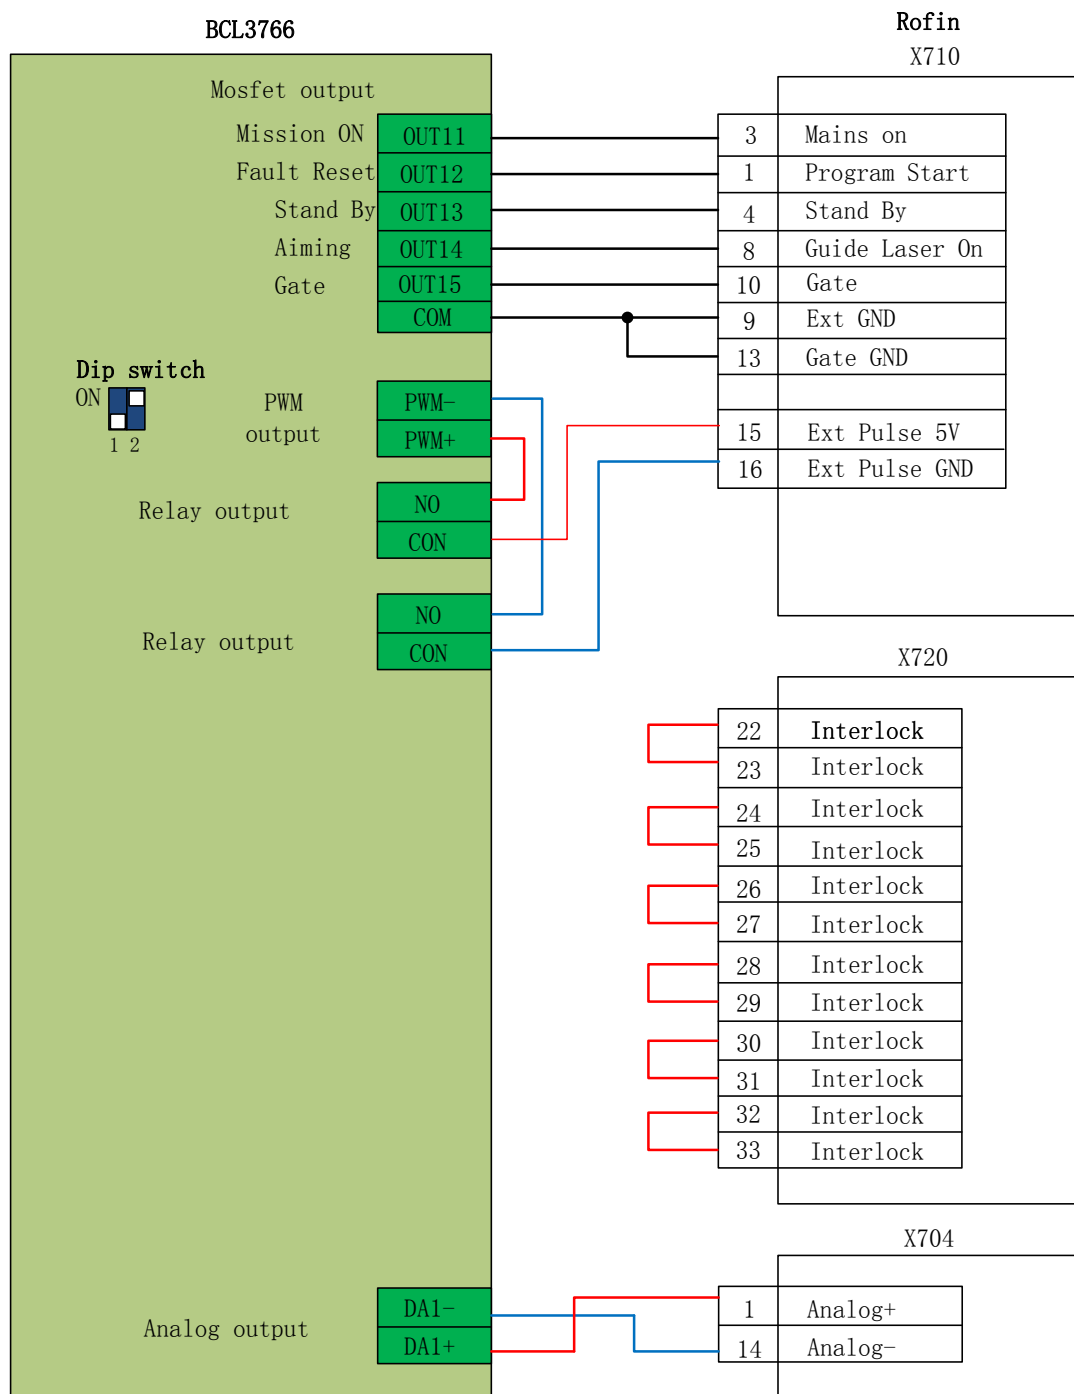 BCL3766
Rofin
X710
Mosfet output
Mission ON OUT11 3 Mains on
Fault Reset OUT12 1 Program Start
Stand By OUT13 4 Stand By
Aiming OUT14 8 Guide Laser On
Gate OUT15 10 Gate
COM 9 Ext GND
13 Gate GND
Dip switch
ON
1 2
PWM output
PWM-
PWM+
15 Ext Pulse 5V
16 Ext Pulse GND
Relay output
NO
CON
Relay output
NO
CON
X720
22 Interlock
23 Interlock
24 Interlock
25 Interlock
26 Interlock
27 Interlock
28 Interlock
29 Interlock
30 Interlock
31 Interlock
32 Interlock
33 Interlock
X704
Analog output
DA1-
DA1+
1 Analog+
14 Analog-